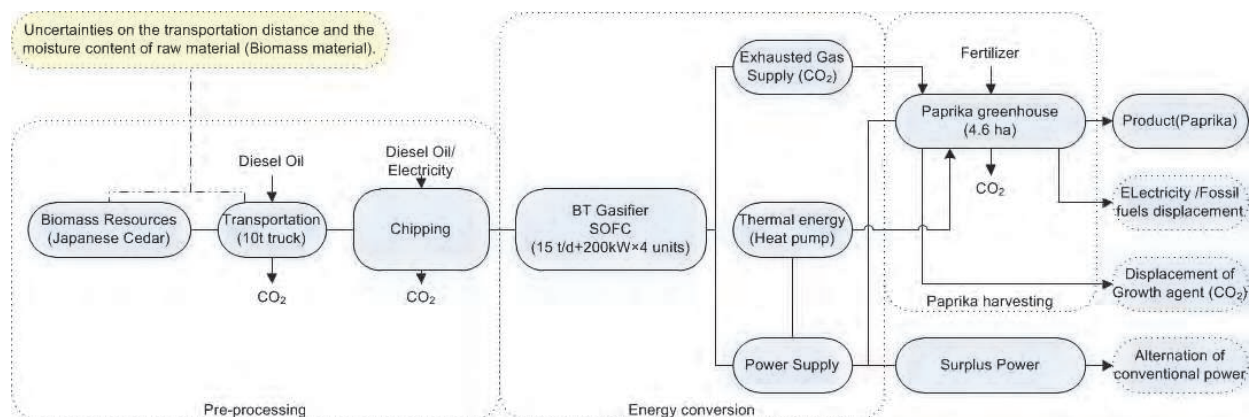 Uncertainties on the transportation distance and the
moisture content of raw material (Biomass material).
Diesel Oil
Diesel Oil/
Electricity
Biomass Resources
(Japanese Cedar)
Transportation
(10t truck)
Chipping
CO₂
CO₂
Pre-processing
BT Gasifier
SOFC
(15 t/d+200kW×4 units)
Exhausted Gas
Supply (CO₂)
Thermal energy
(Heat pump)
Power Supply
Energy conversion
Fertilizer
Paprika greenhouse
(4.6 ha)
CO₂
Paprika harvesting
Surplus Power
Product(Paprika)
ELectricity /Fossil
fuels displacement.
Displacement of
Growth agent (CO₂)
Alternation of
conventional power